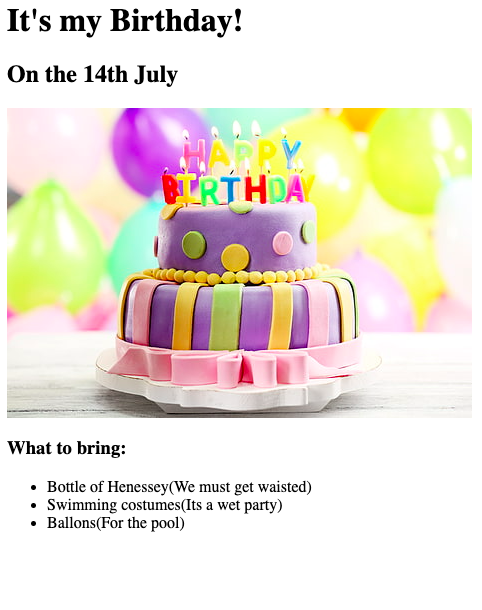 It's my Birthday!
On the 14th July
HAPPY
BIRTHDAY
What to bring:
Bottle of Henessey(We must get waisted)
Swimming costumes(Its a wet party)
Ballons(For the pool)